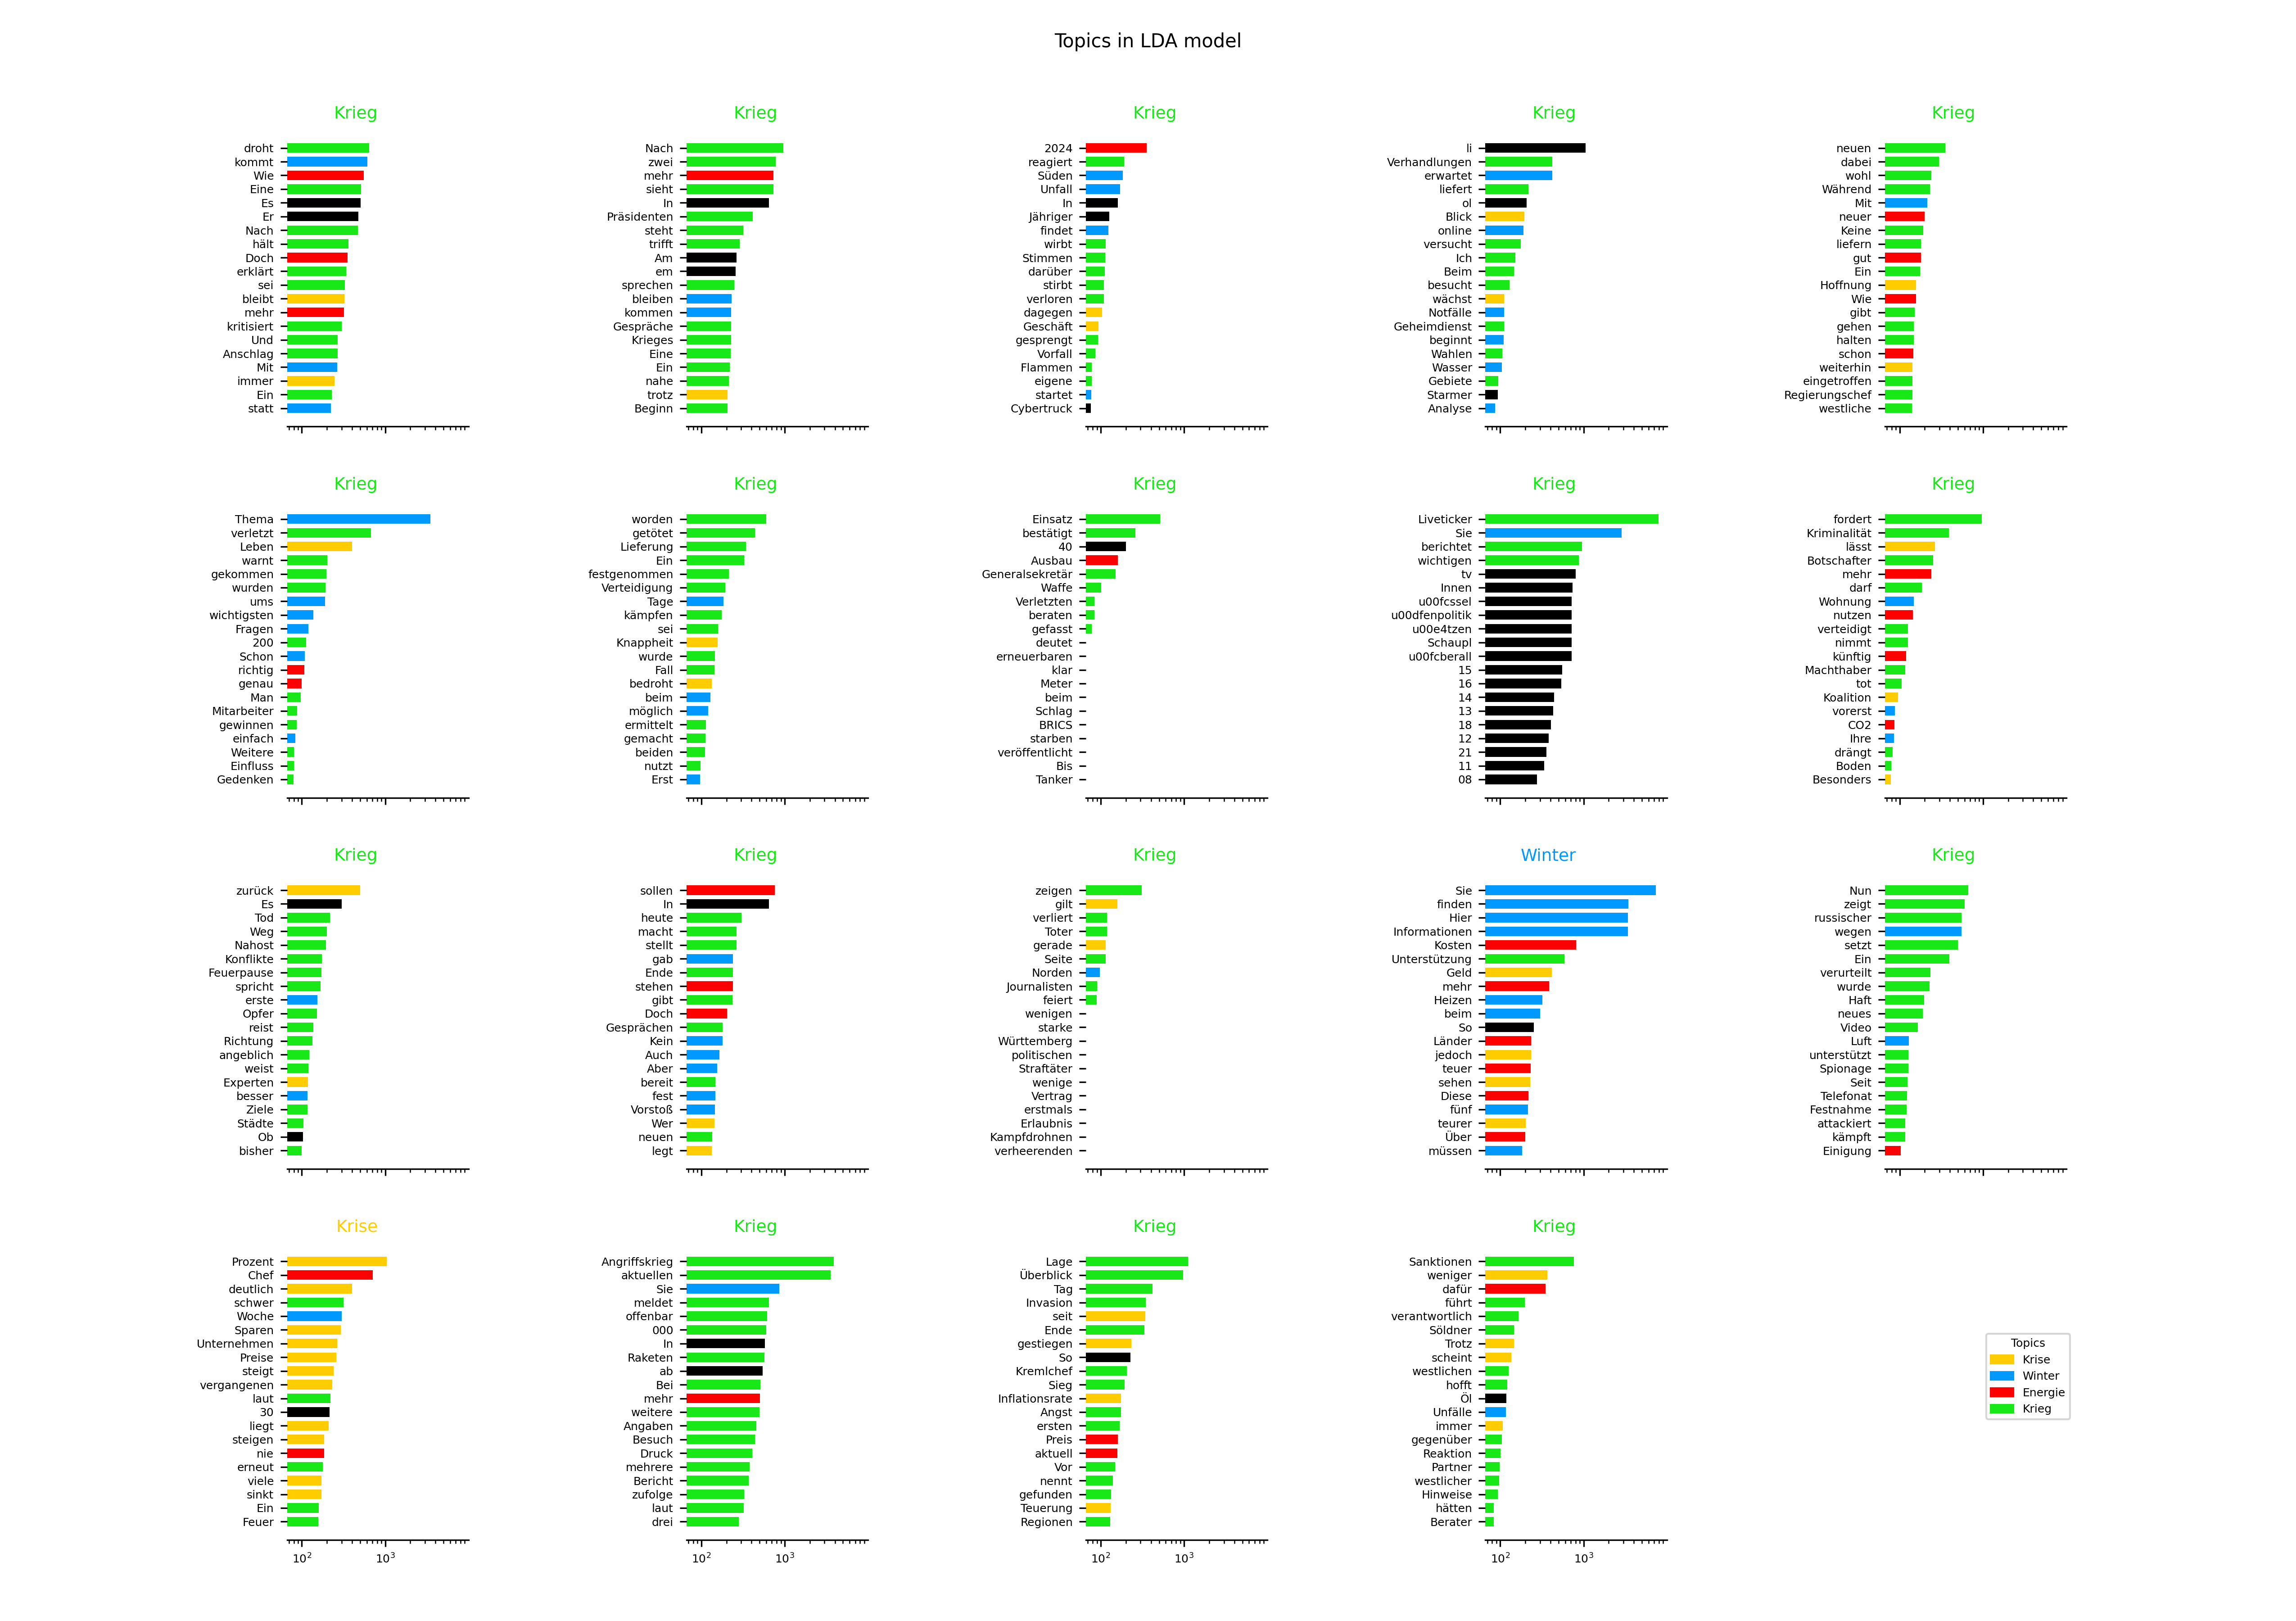 Topics in LDA model
Krieg
droht
kommt
Wie
Eine
Es
Er
Nach
hält
Doch
erklärt
sei
bleibt
mehr
kritisiert
Und
Anschlag
Mit
immer
Ein
statt
Krieg
Nach
zwei
mehr
sieht
In
Präsidenten
steht
trifft
Am
em
sprechen
bleiben
kommen
Gespräche
Krieges
Eine
Ein
nahe
trotz
Beginn
Krieg
2024
reagiert
Süden
Unfall
In
Jähriger
findet
wirbt
Stimmen
darüber
stirbt
verloren
dagegen
Geschäft
gesprengt
Vorfall
Flammen
eigene
startet
Cybertruck
Krieg
li
Verhandlungen
erwartet
liefert
ol
Blick
online
versucht
Ich
Beim
besucht
wächst
Notfälle
Geheimdienst
beginnt
Wahlen
Wasser
Gebiete
Starmer
Analyse
Krieg
neuen
dabei
wohl
Während
Mit
neuer
Keine
liefern
gut
Ein
Hoffnung
Wie
gibt
gehen
halten
schon
weiterhin
eingetroffen
Regierungschef
westliche
Krieg
Thema
verletzt
Leben
warnt
gekommen
wurden
ums
wichtigsten
Fragen
200
Schon
richtig
genau
Man
Mitarbeiter
gewinnen
einfach
Weitere
Einfluss
Gedenken
Krieg
worden
getötet
Lieferung
Ein
festgenommen
Verteidigung
Tage
kämpfen
sei
Knappheit
wurde
Fall
bedroht
beim
möglich
ermittelt
gemacht
beiden
nutzt
Erst
Krieg
Einsatz
bestätigt
40
Ausbau
Generalsekretär
Waffe
Verletzten
beraten
gefasst
deutet
erneuerbaren
klar
Meter
beim
Schlag
BRICS
starben
veröffentlicht
Bis
Tanker
Krieg
Liveticker
Sie
berichtet
wichtigen
tv
Innen
u00fcssel
u00dfenpolitik
u00e4tzen
Schaupl
u00fcberall
15
16
14
13
18
12
21
11
08
Krieg
fordert
Kriminalität
lässt
Botschafter
mehr
darf
Wohnung
nutzen
verteidigt
nimmt
künftig
Machthaber
tot
Koalition
vorerst
CO2
Ihre
drängt
Boden
Besonders
Krieg
zurück
Es
Tod
Weg
Nahost
Konflikte
Feuerpause
spricht
erste
Opfer
reist
Richtung
angeblich
weist
Experten
besser
Ziele
Städte
Ob
bisher
Krieg
sollen
In
heute
macht
stellt
gab
Ende
stehen
gibt
Doch
Gesprächen
Kein
Auch
Aber
bereit
fest
Vorstoß
Wer
neuen
legt
Krieg
zeigen
gilt
verliert
Toter
gerade
Seite
Norden
Journalisten
feiert
wenigen
starke
Württemberg
politischen
Straftäter
wenige
Vertrag
erstmals
Erlaubnis
Kampfdrohnen
verheerenden
Winter
Sie
finden
Hier
Informationen
Kosten
Unterstützung
Geld
mehr
Heizen
beim
So
Länder
jedoch
teuer
sehen
Diese
fünf
teurer
Über
müssen
Krieg
Nun
zeigt
russischer
wegen
setzt
Ein
verurteilt
wurde
Haft
neues
Video
Luft
unterstützt
Spionage
Seit
Telefonat
Festnahme
attackiert
kämpft
Einigung
Krise
Prozent
Chef
deutlich
schwer
Woche
Sparen
Unternehmen
Preise
steigt
vergangenen
laut
30
liegt
steigen
nie
erneut
viele
sinkt
Ein
Feuer
10² 10³
Krieg
Angriffskrieg
aktuellen
Sie
meldet
offenbar
000
In
Raketen
ab
Bei
mehr
weitere
Angaben
Besuch
Druck
mehrere
Bericht
zufolge
laut
drei
10² 10³
Krieg
Lage
Überblick
Tag
Invasion
seit
Ende
gestiegen
So
Kremlchef
Sieg
Inflationsrate
Angst
ersten
Preis
aktuell
Vor
nennt
gefunden
Teuerung
Regionen
10² 10³
Krieg
Sanktionen
weniger
dafür
führt
verantwortlich
Söldner
Trotz
scheint
westlichen
hofft
Öl
Unfälle
immer
gegenüber
Reaktion
Partner
westlicher
Hinweise
hätten
Berater
10² 10³
Topics
Krise
Winter
Energie
Krieg